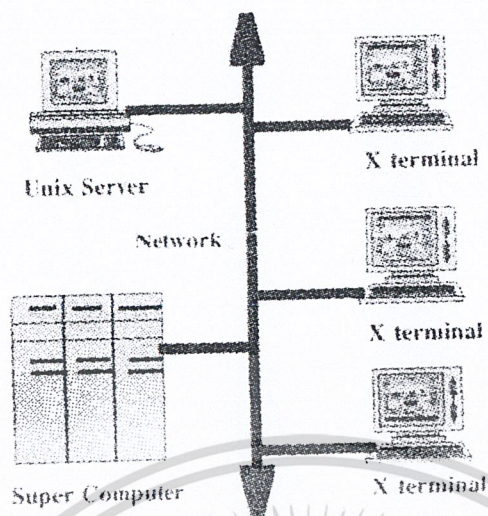 Unix Server
X terminal
Network
X terminal
Super Computer
X terminal